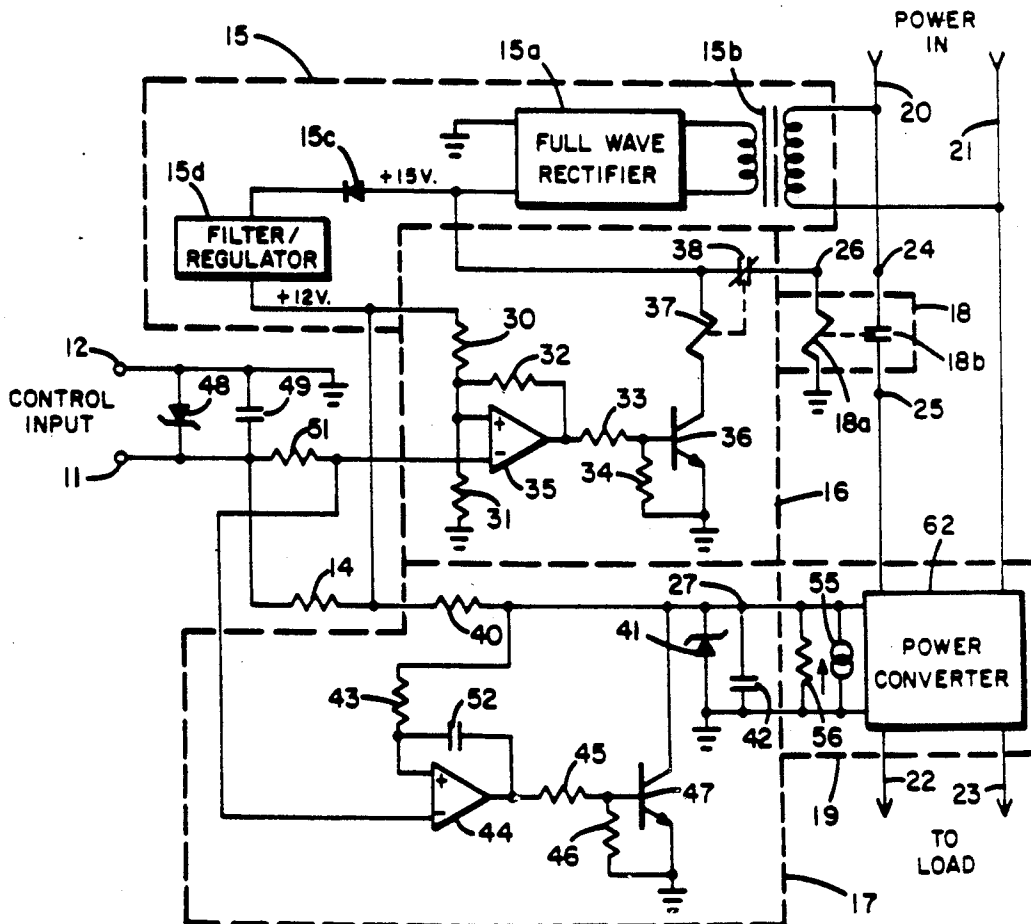 POWER
IN
15
15a
15b
20
21
FULL WAVE
RECTIFIER
15c
15d
+15V.
FILTER/
REGULATOR
+12V.
38
26
24
18
18b
18a
25
37
30
32
12
CONTROL
INPUT
11
48
49
51
33
36
34
35
31
16
14
40
27
41
42
62
55
56
POWER
CONVERTER
43
52
44
45
46
47
22
23
19
TO
LOAD
17